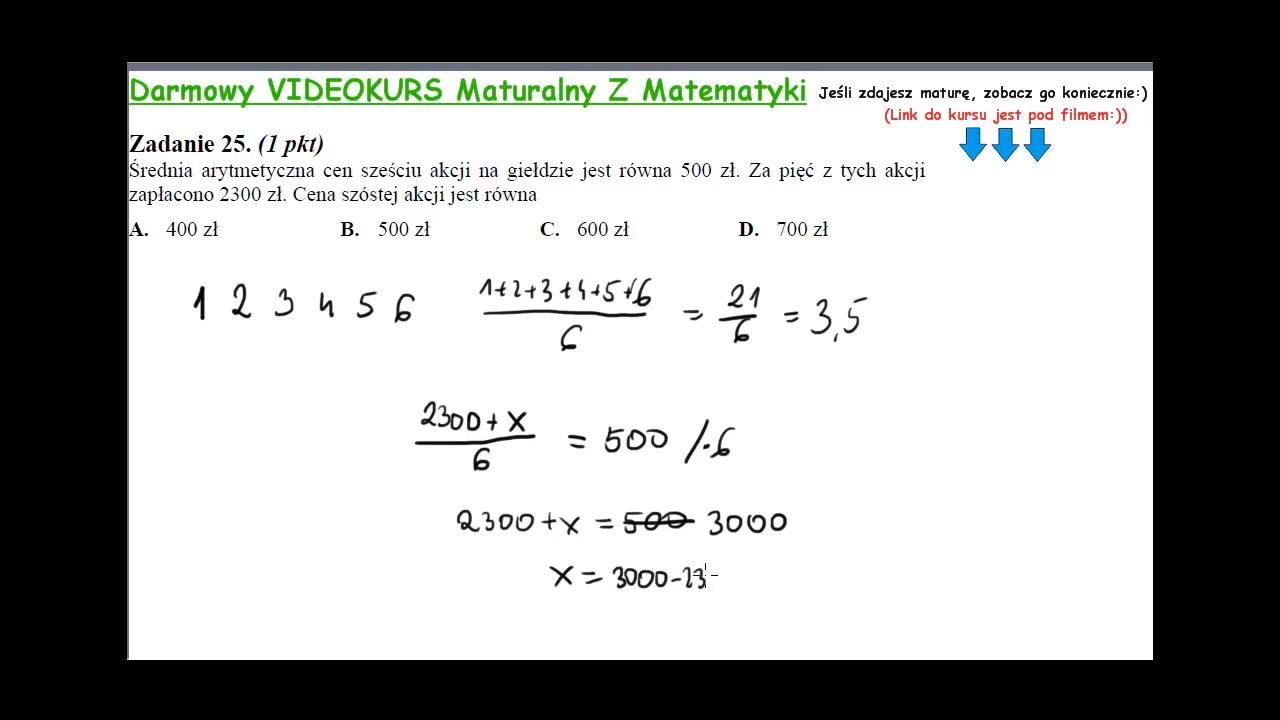 Darmowy VIDEOKURS Maturalny Z Matematyki Jeśli zdajesz maturę, zobacz go koniecznie:)
(Link do kursu jest pod filmem:))
Zadanie 25. (1 pkt)
Średnia arytmetyczna cen sześciu akcji na giełdzie jest równa 500 zł. Za pięć z tych akcji
zapłacono 2300 zł. Cena szóstej akcji jest równa
A. 400 zł B. 500 zł C. 600 zł D. 700 zł
1 2 3 4 5 6 (1+2+3+4+5+6)/6 = 21/6 = 3,5
(2300+x)/6 = 500 /·6
2300+x = 500 3000
x = 3000-23